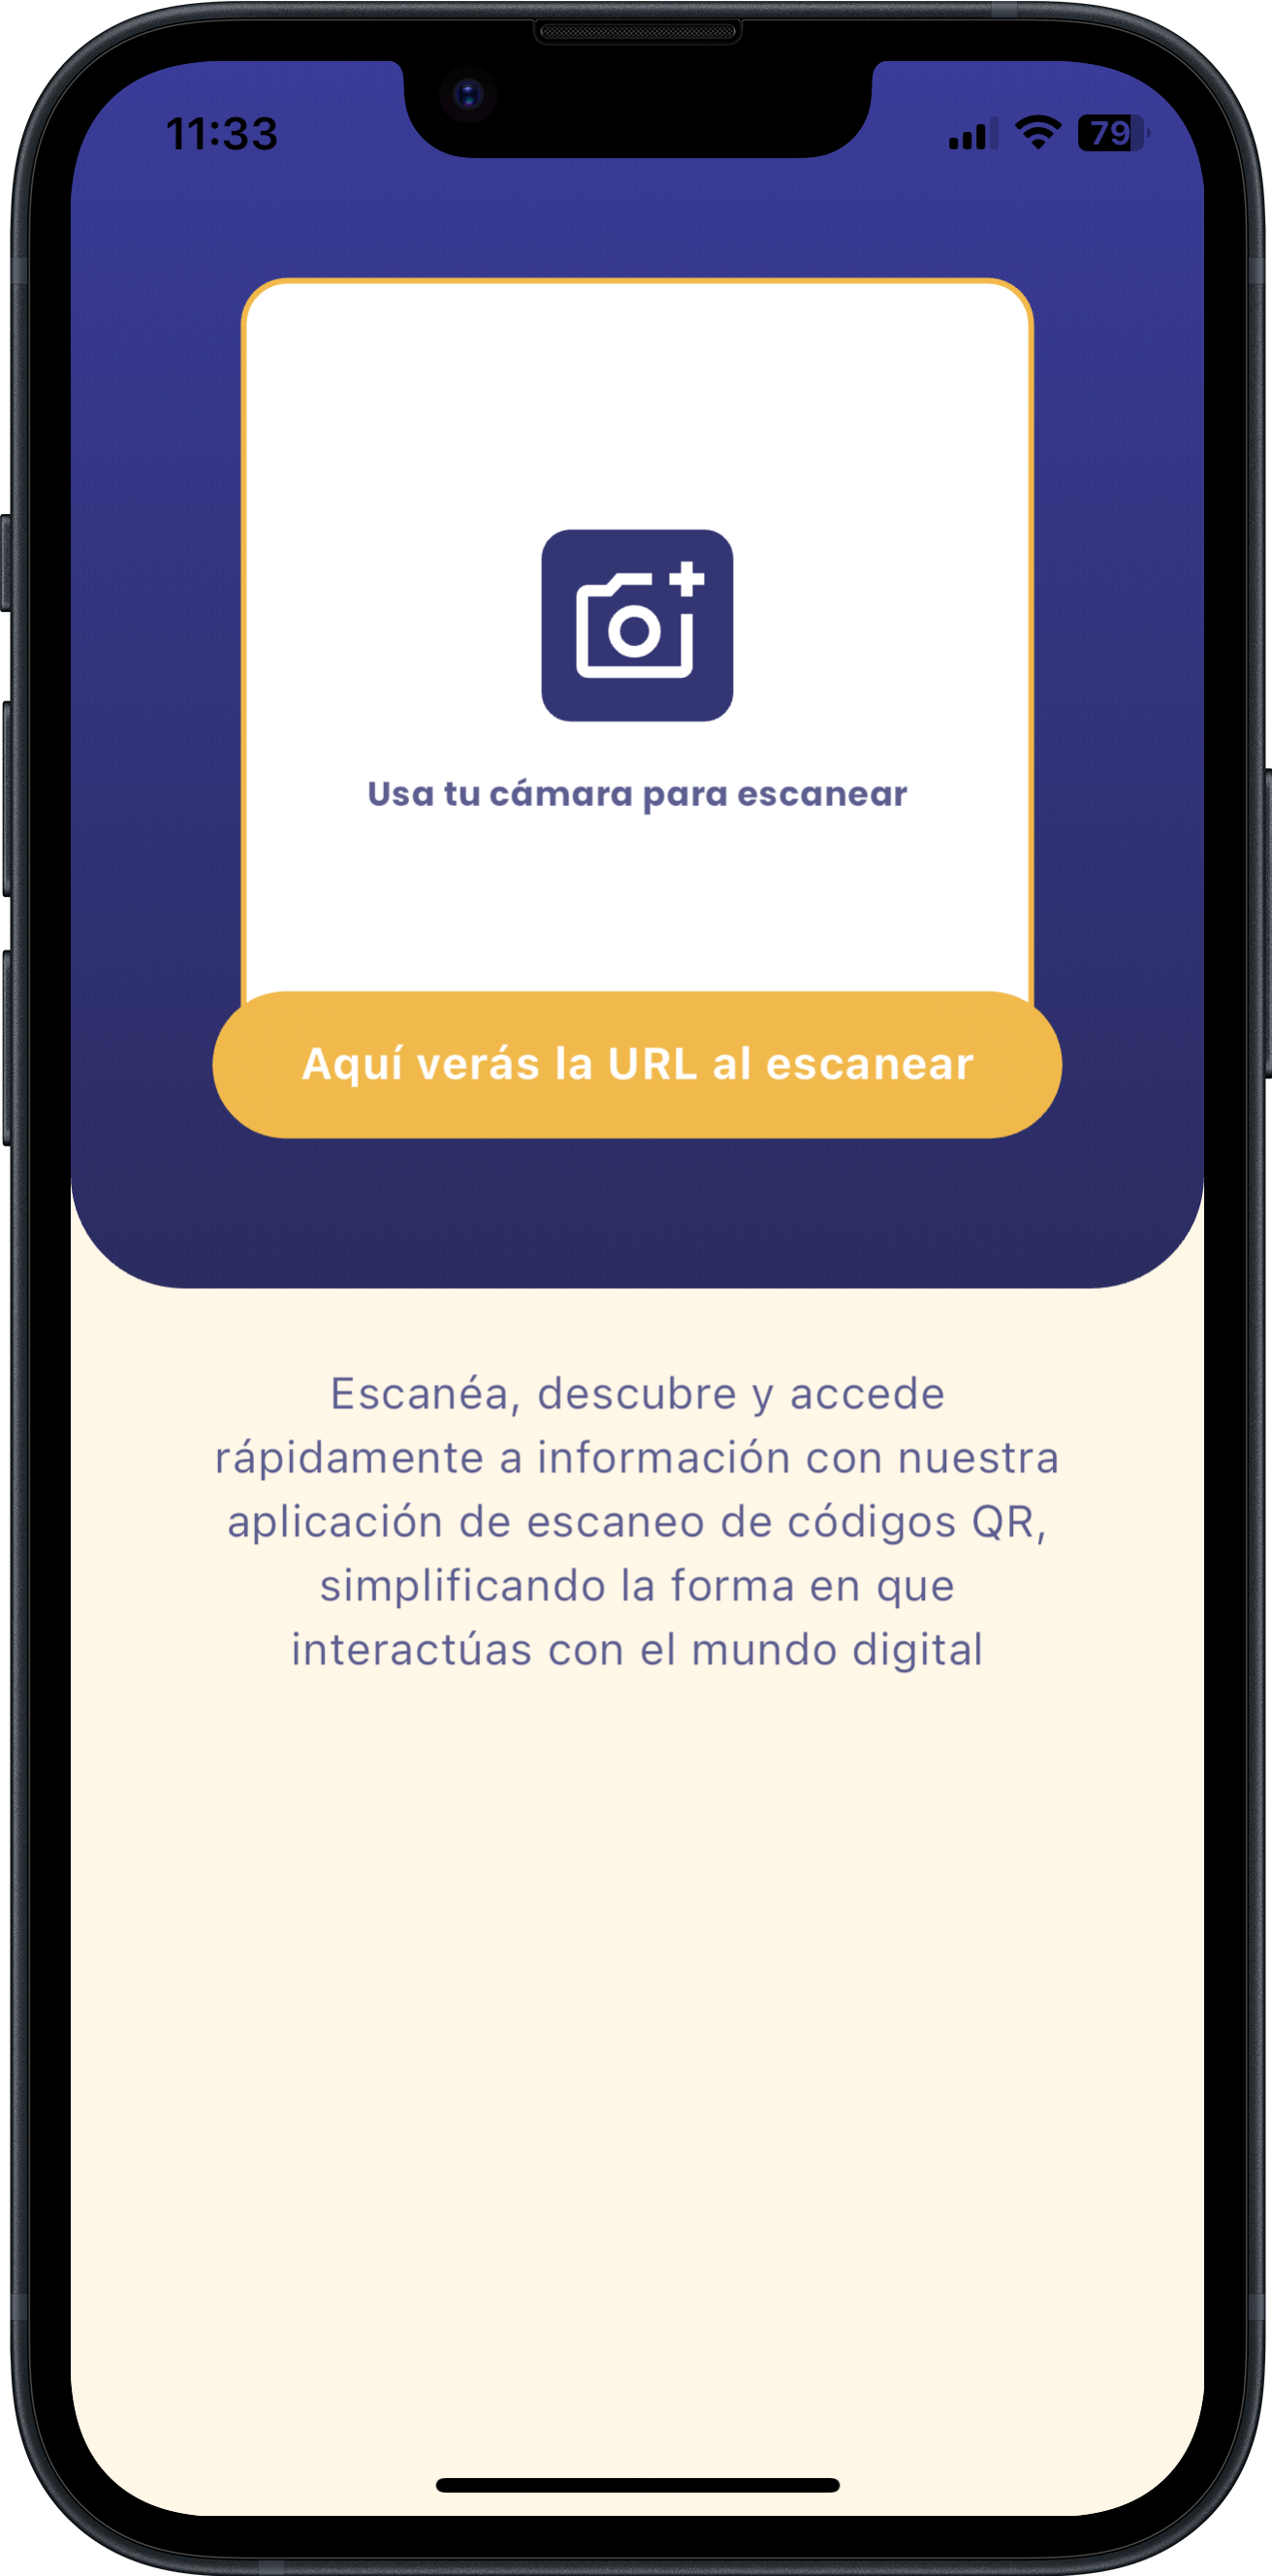 11:33
79
Usa tu cámara para escanear
Aquí verás la URL al escanear
Escanéa, descubre y accede
rápidamente a información con nuestra
aplicación de escaneo de códigos QR,
simplificando la forma en que
interactúas con el mundo digital